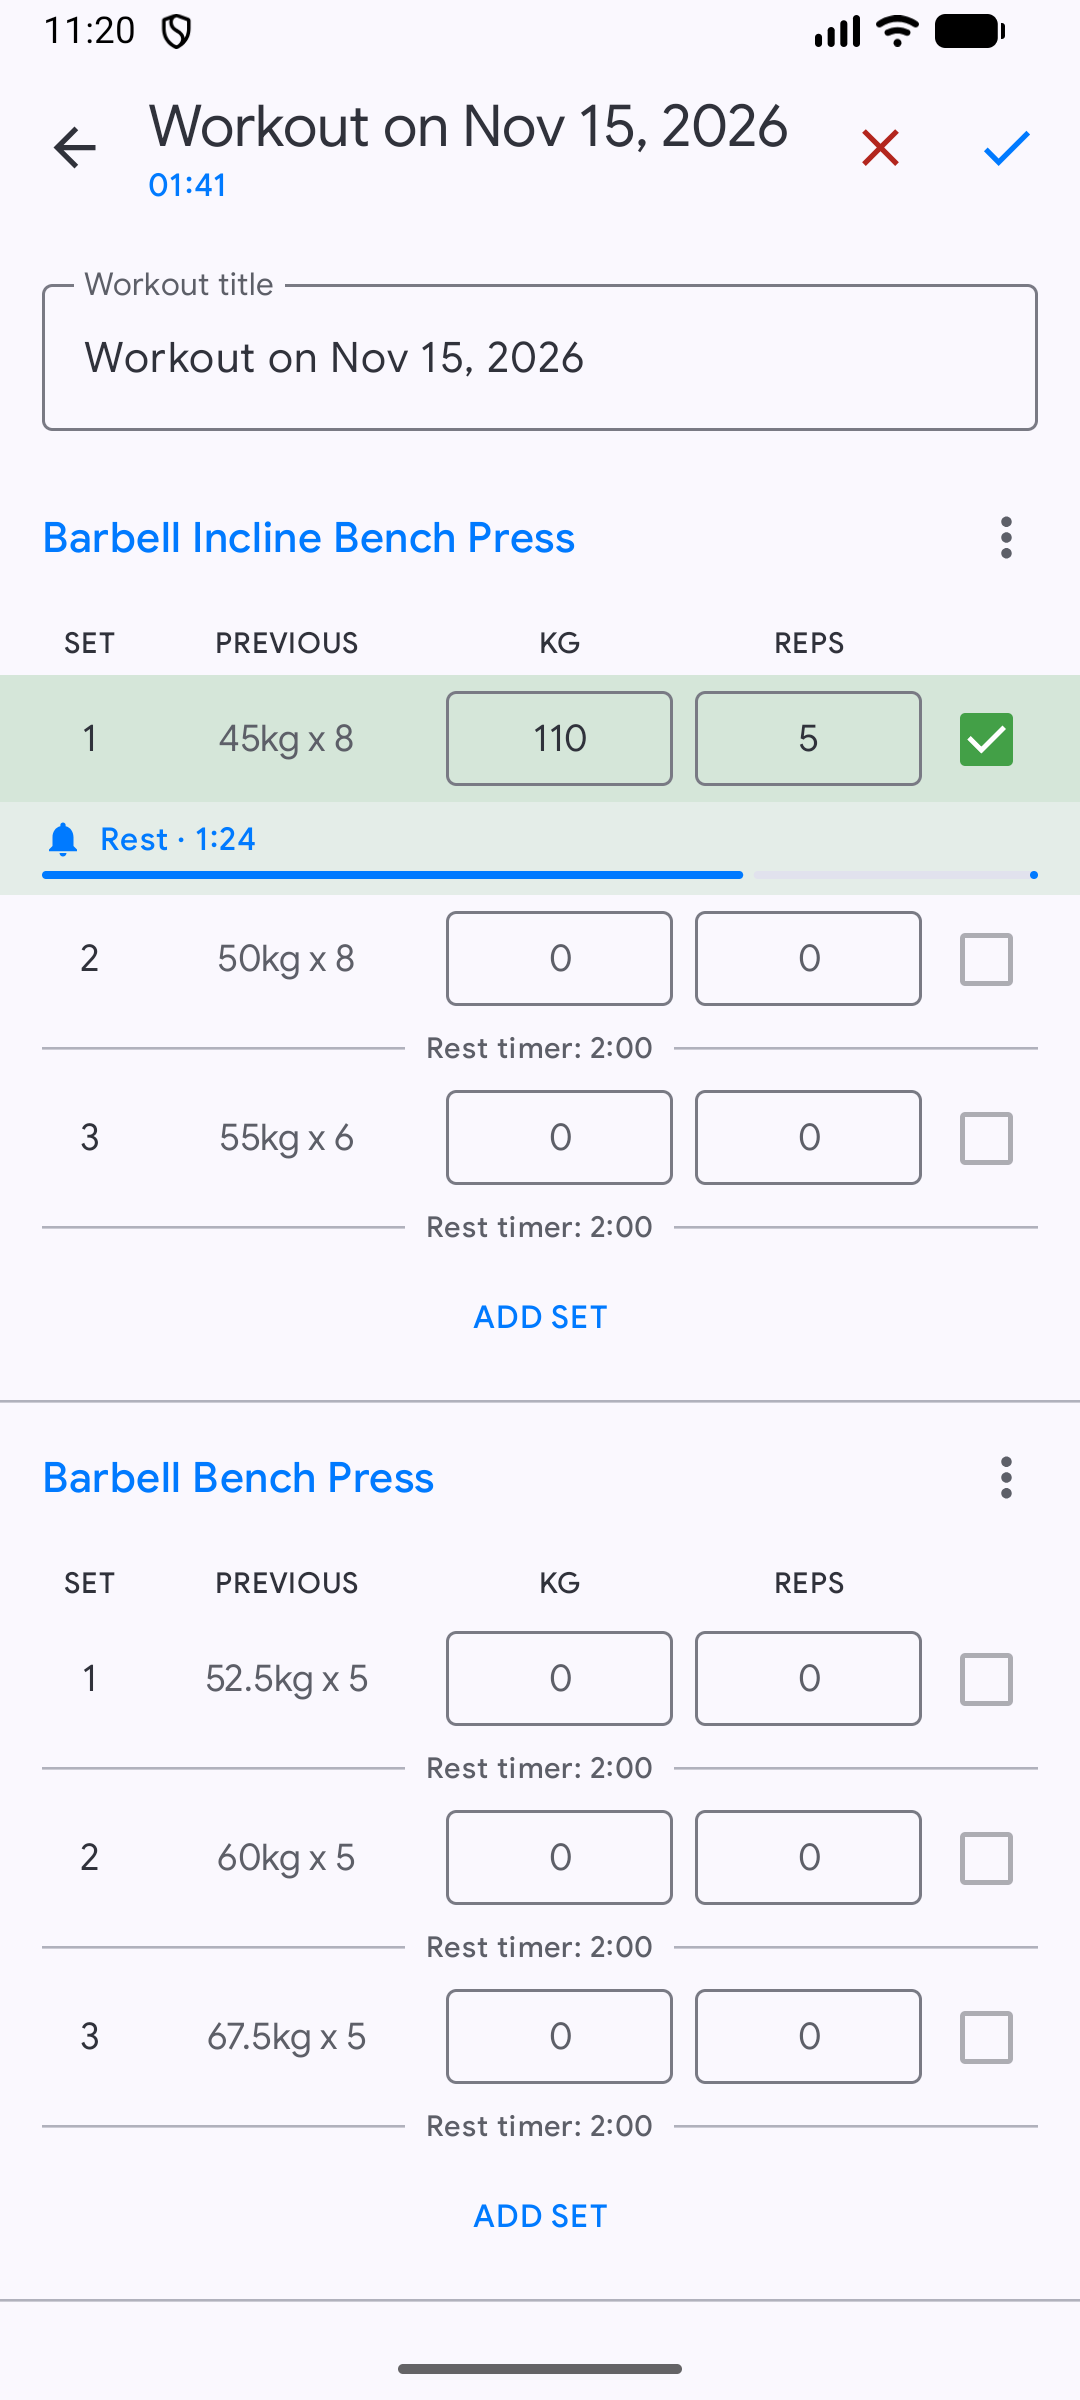 11:20
Workout on Nov 15, 2026
01:41
Workout title
Workout on Nov 15, 2026
Barbell Incline Bench Press
SET PREVIOUS KG REPS
1 45kg x 8 110 5
Rest · 1:24
2 50kg x 8 0 0
Rest timer: 2:00
3 55kg x 6 0 0
Rest timer: 2:00
ADD SET
Barbell Bench Press
SET PREVIOUS KG REPS
1 52.5kg x 5 0 0
Rest timer: 2:00
2 60kg x 5 0 0
Rest timer: 2:00
3 67.5kg x 5 0 0
Rest timer: 2:00
ADD SET